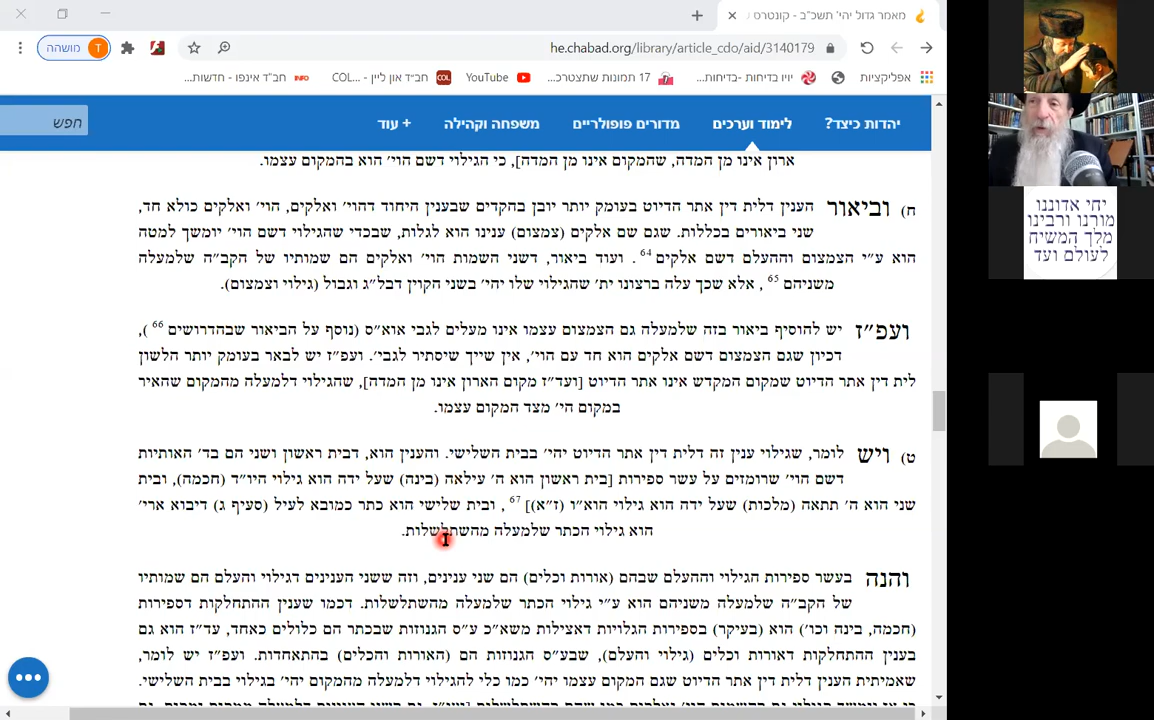 מאמר גדול יהי׳ תשכ״ב - קונטרס
he.chabad.org/library/article_cdo/aid/3140179
מושהה
T
אפליקציות
יויו בדיחות -בדיחות...
17 תמונות שתצטרכ...
YouTube
חב״ד און ליין - COL...
COL
חב״ד אינפו - חדשות...
יהדות כיצד?
לימוד וערכים
מדורים פופולריים
משפחה וקהילה
+ עוד
חפש
ארון אינו מן המדה, שהמקום אינו מן המדה], כי הגילוי דשם הוי׳ הוא בהמקום עצמו.
ח) וביאור הענין דלית דין אתר הדיוט בעומק יותר יובן בהקדים שבענין היחוד דהוי׳ ואלקים, הוי׳ ואלקים כולא חד,
שני ביאורים בכללות. שגם שם אלקים (צמצום) ענינו הוא לגלות, שבכדי שהגילוי דשם הוי׳ יומשך למטה
הוא ע״י הצמצום וההעלם דשם אלקים 64 . ועוד ביאור, דשני השמות הוי׳ ואלקים הם שמותיו של הקב״ה שלמעלה
משניהם 65 , אלא שכך עלה ברצונו ית׳ שהגילוי שלו יהי׳ בשני הקוין דבל״ג וגבול (גילוי וצמצום).
ועפ״ז יש להוסיף ביאור בזה שלמעלה גם הצמצום עצמו אינו מעלים לגבי אוא״ס (נוסף על הביאור שבהדרושים 66 ),
דכיון שגם הצמצום דשם אלקים הוא חד עם הוי׳, אין שייך שיסתיר לגבי׳. ועפ״ז יש לבאר בעומק יותר הלשון
לית דין אתר הדיוט שמקום המקדש אינו אתר הדיוט [ועד״ז מקום הארון אינו מן המדה], שהגילוי דלמעלה מהמקום שהאיר
במקום הי׳ מצד המקום עצמו.
ט) ויש לומר, שגילוי ענין זה דלית דין אתר הדיוט יהי׳ בבית השלישי. והענין הוא, דבית ראשון ושני הם בד׳ האותיות
דשם הוי׳ שרומזים על עשר ספירות [בית ראשון הוא ה׳ עילאה (בינה) שעל ידה הוא גילוי היו״ד (חכמה), ובית
שני הוא ה׳ תתאה (מלכות) שעל ידה הוא גילוי הוא״ו (ז״א)] 67 , ובית שלישי הוא כתר כמובא לעיל (סעיף ג) דיבוא ארי׳
הוא גילוי הכתר שלמעלה מהשתלשלות.
והנה בעשר ספירות הגילוי וההעלם שבהם (אורות וכלים) הם שני ענינים, וזה ששני הענינים דגילוי והעלם הם שמותיו
של הקב״ה שלמעלה משניהם הוא ע״י גילוי הכתר שלמעלה מהשתלשלות. דכמו שענין ההתחלקות דספירות
(חכמה, בינה וכו׳) הוא (בעיקר) בספירות הגלויות דאצילות משא״כ ע״ס הגנוזות שבכתר הם כלולים כאחד, עד״ז הוא גם
בענין ההתחלקות דאורות וכלים (גילוי והעלם), שבע״ס הגנוזות הם (האורות והכלים) בהתאחדות. ועפ״ז יש לומר,
שאמיתית הענין דלית דין אתר הדיוט שגם המקום עצמו יהי׳ כמו כלי להגילוי דלמעלה מהמקום יהי׳ בגילוי בבית השלישי.
יחי אדוננו
מורנו ורבינו
מלך המשיח
לעולם ועד